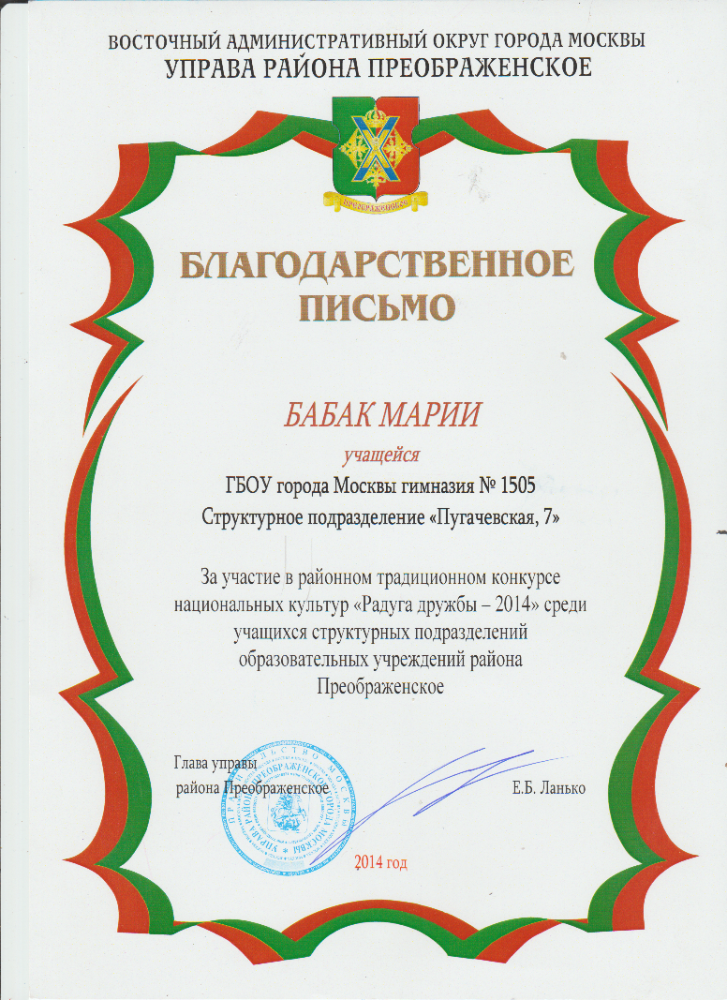 ВОСТОЧНЫЙ АДМИНИСТРАТИВНЫЙ ОКРУГ ГОРОДА МОСКВЫ
УПРАВА РАЙОНА ПРЕОБРАЖЕНСКОЕ
ПРЕОБРАЖЕНСКОЕ
БЛАГОДАРСТВЕННОЕ
ПИСЬМО
БАБАК МАРИИ
учащейся
ГБОУ города Москвы гимназия № 1505
Структурное подразделение «Пугачевская, 7»
За участие в районном традиционном конкурсе
национальных культур «Радуга дружбы – 2014» среди
учащихся структурных подразделений
образовательных учреждений района
Преображенское
Глава управы
района Преображенское
Е.Б. Ланько
ПРАВИТЕЛЬСТВО МОСКВЫ
УПРАВА РАЙОНА ПРЕОБРАЖЕНСКОЕ ГОРОДА МОСКВЫ
2014 год